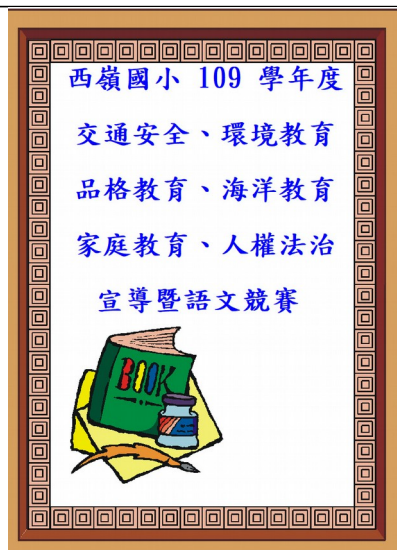 西嶺國小 109 學年度
交通安全、環境教育
品格教育、海洋教育
家庭教育、人權法治
宣導暨語文競賽
BOOK